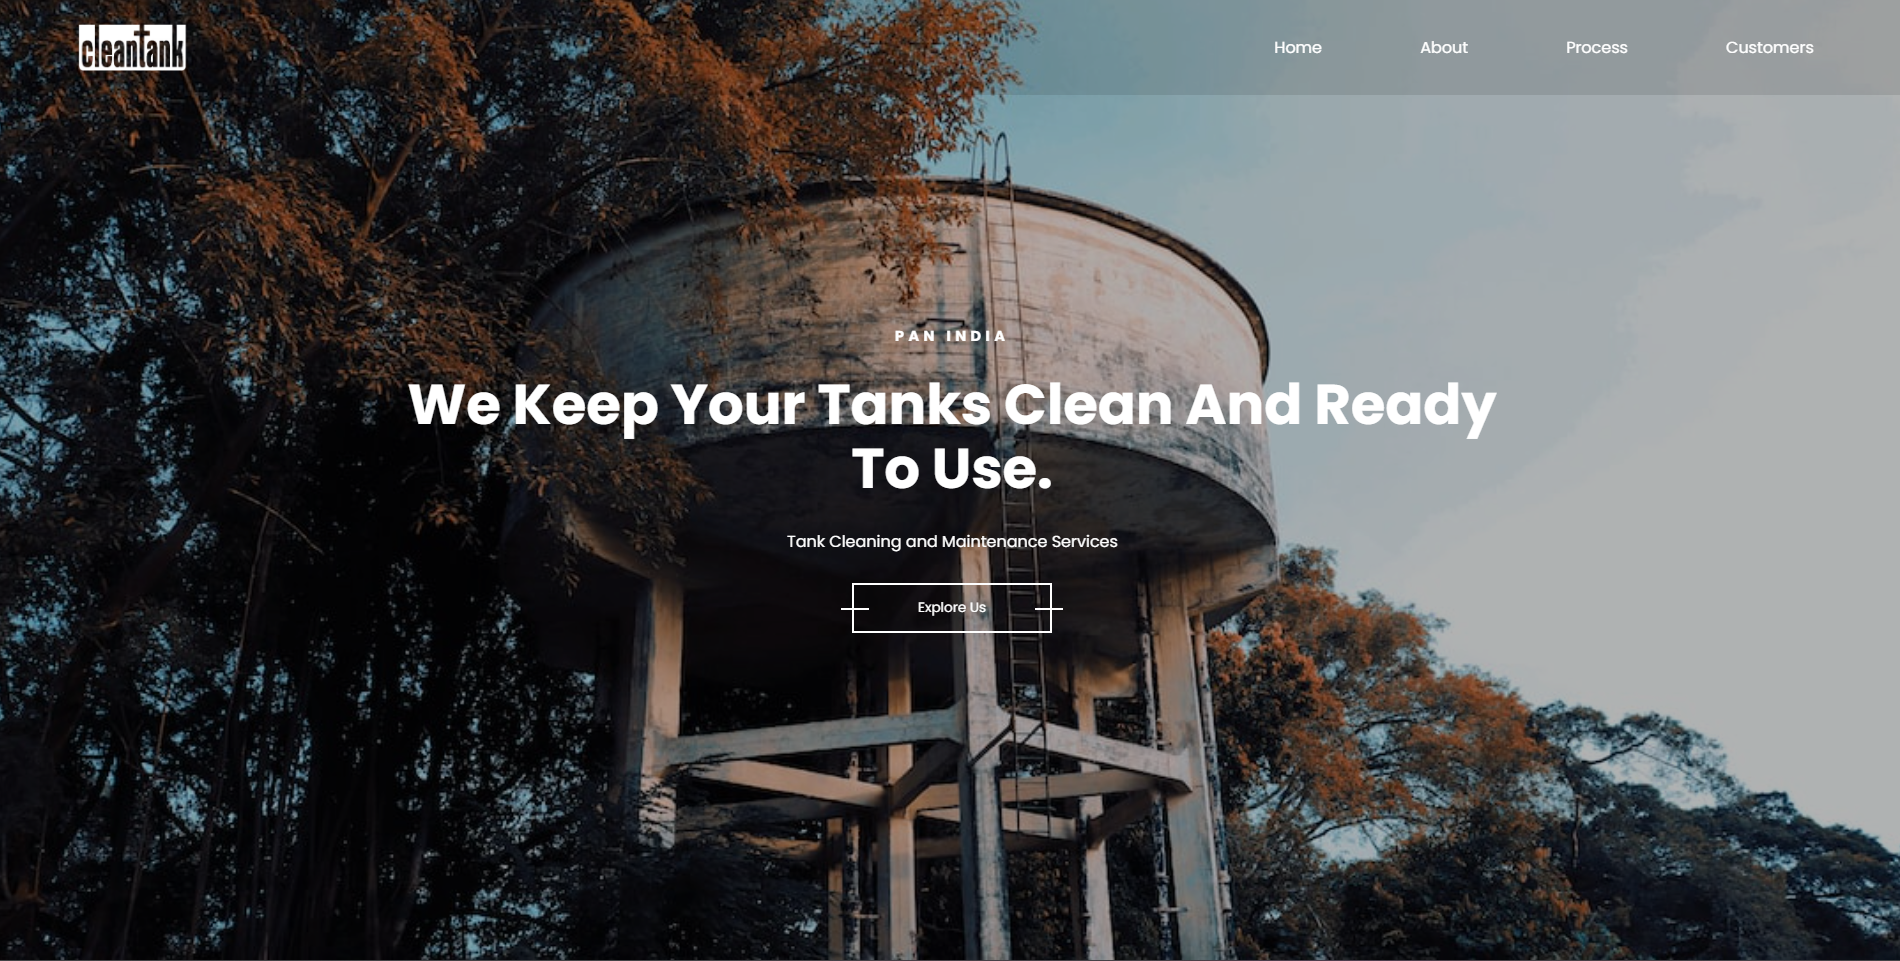 cleantank
Home
About
Process
Customers
PAN INDIA
We Keep Your Tanks Clean And Ready
To Use.
Tank Cleaning and Maintenance Services
Explore Us